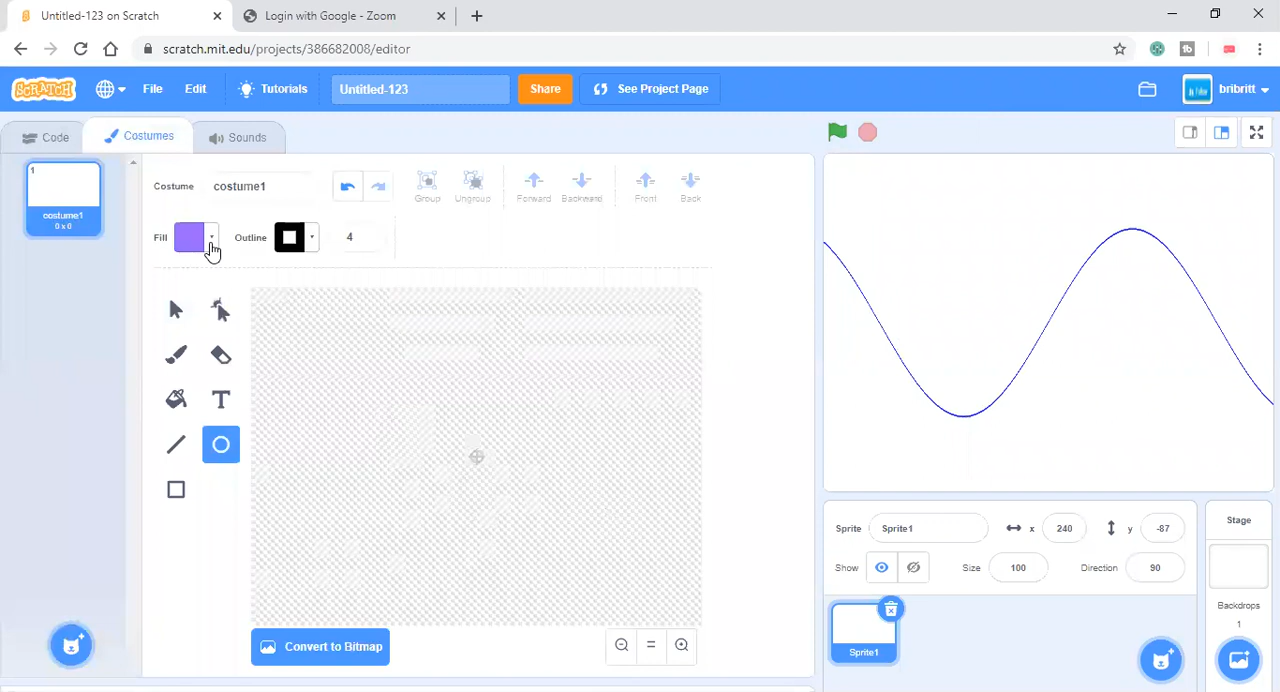 Untitled-123 on Scratch
Login with Google - Zoom
scratch.mit.edu/projects/386682008/editor
SCRATCH
File
Edit
Tutorials
Untitled-123
Share
See Project Page
bribritt
Code
Costumes
Sounds
1
costume1
0 x 0
Costume
costume1
Group
Ungroup
Forward
Backward
Front
Back
Fill
Outline
4
T
Convert to Bitmap
Sprite
Sprite1
x
240
y
-87
Show
Size
100
Direction
90
Sprite1
Stage
Backdrops
1